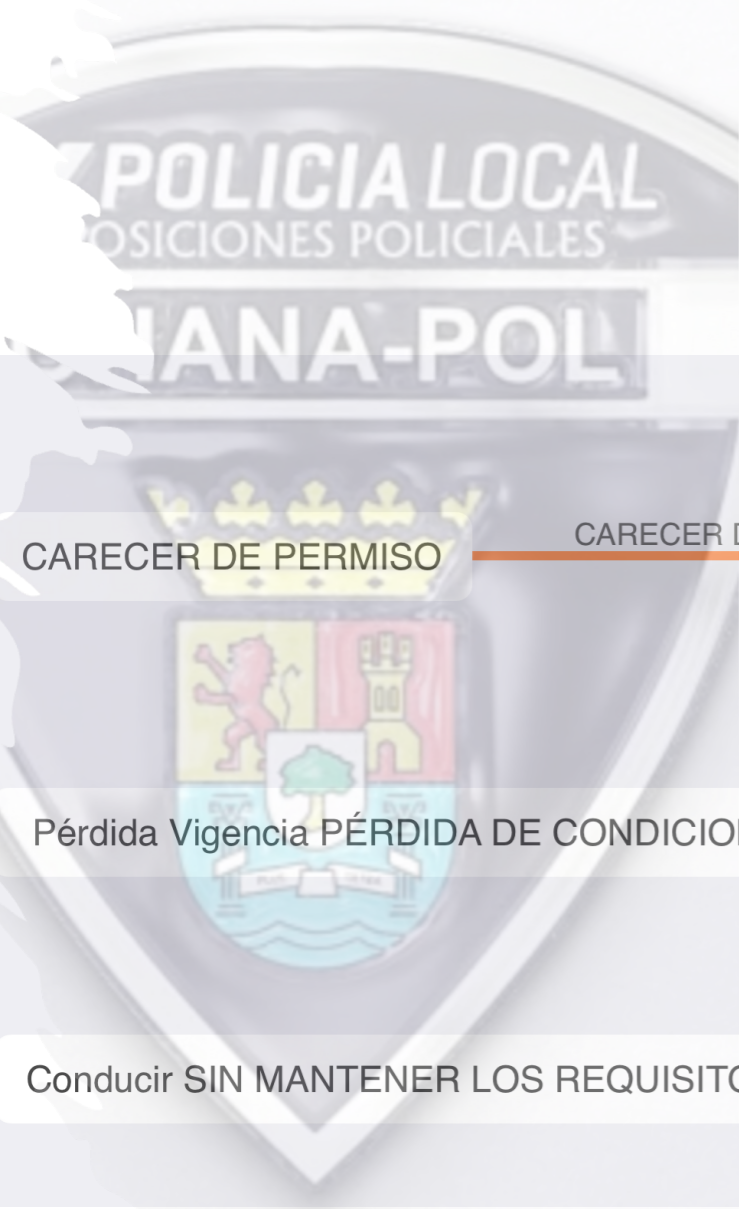 POLICIA LOCAL
OSICIONES POLICIALES
ANA-POL
CARECER DE PERMISO
CARECER
Pérdida Vigencia PÉRDIDA DE CONDICIO
Conducir SIN MANTENER LOS REQUISITO